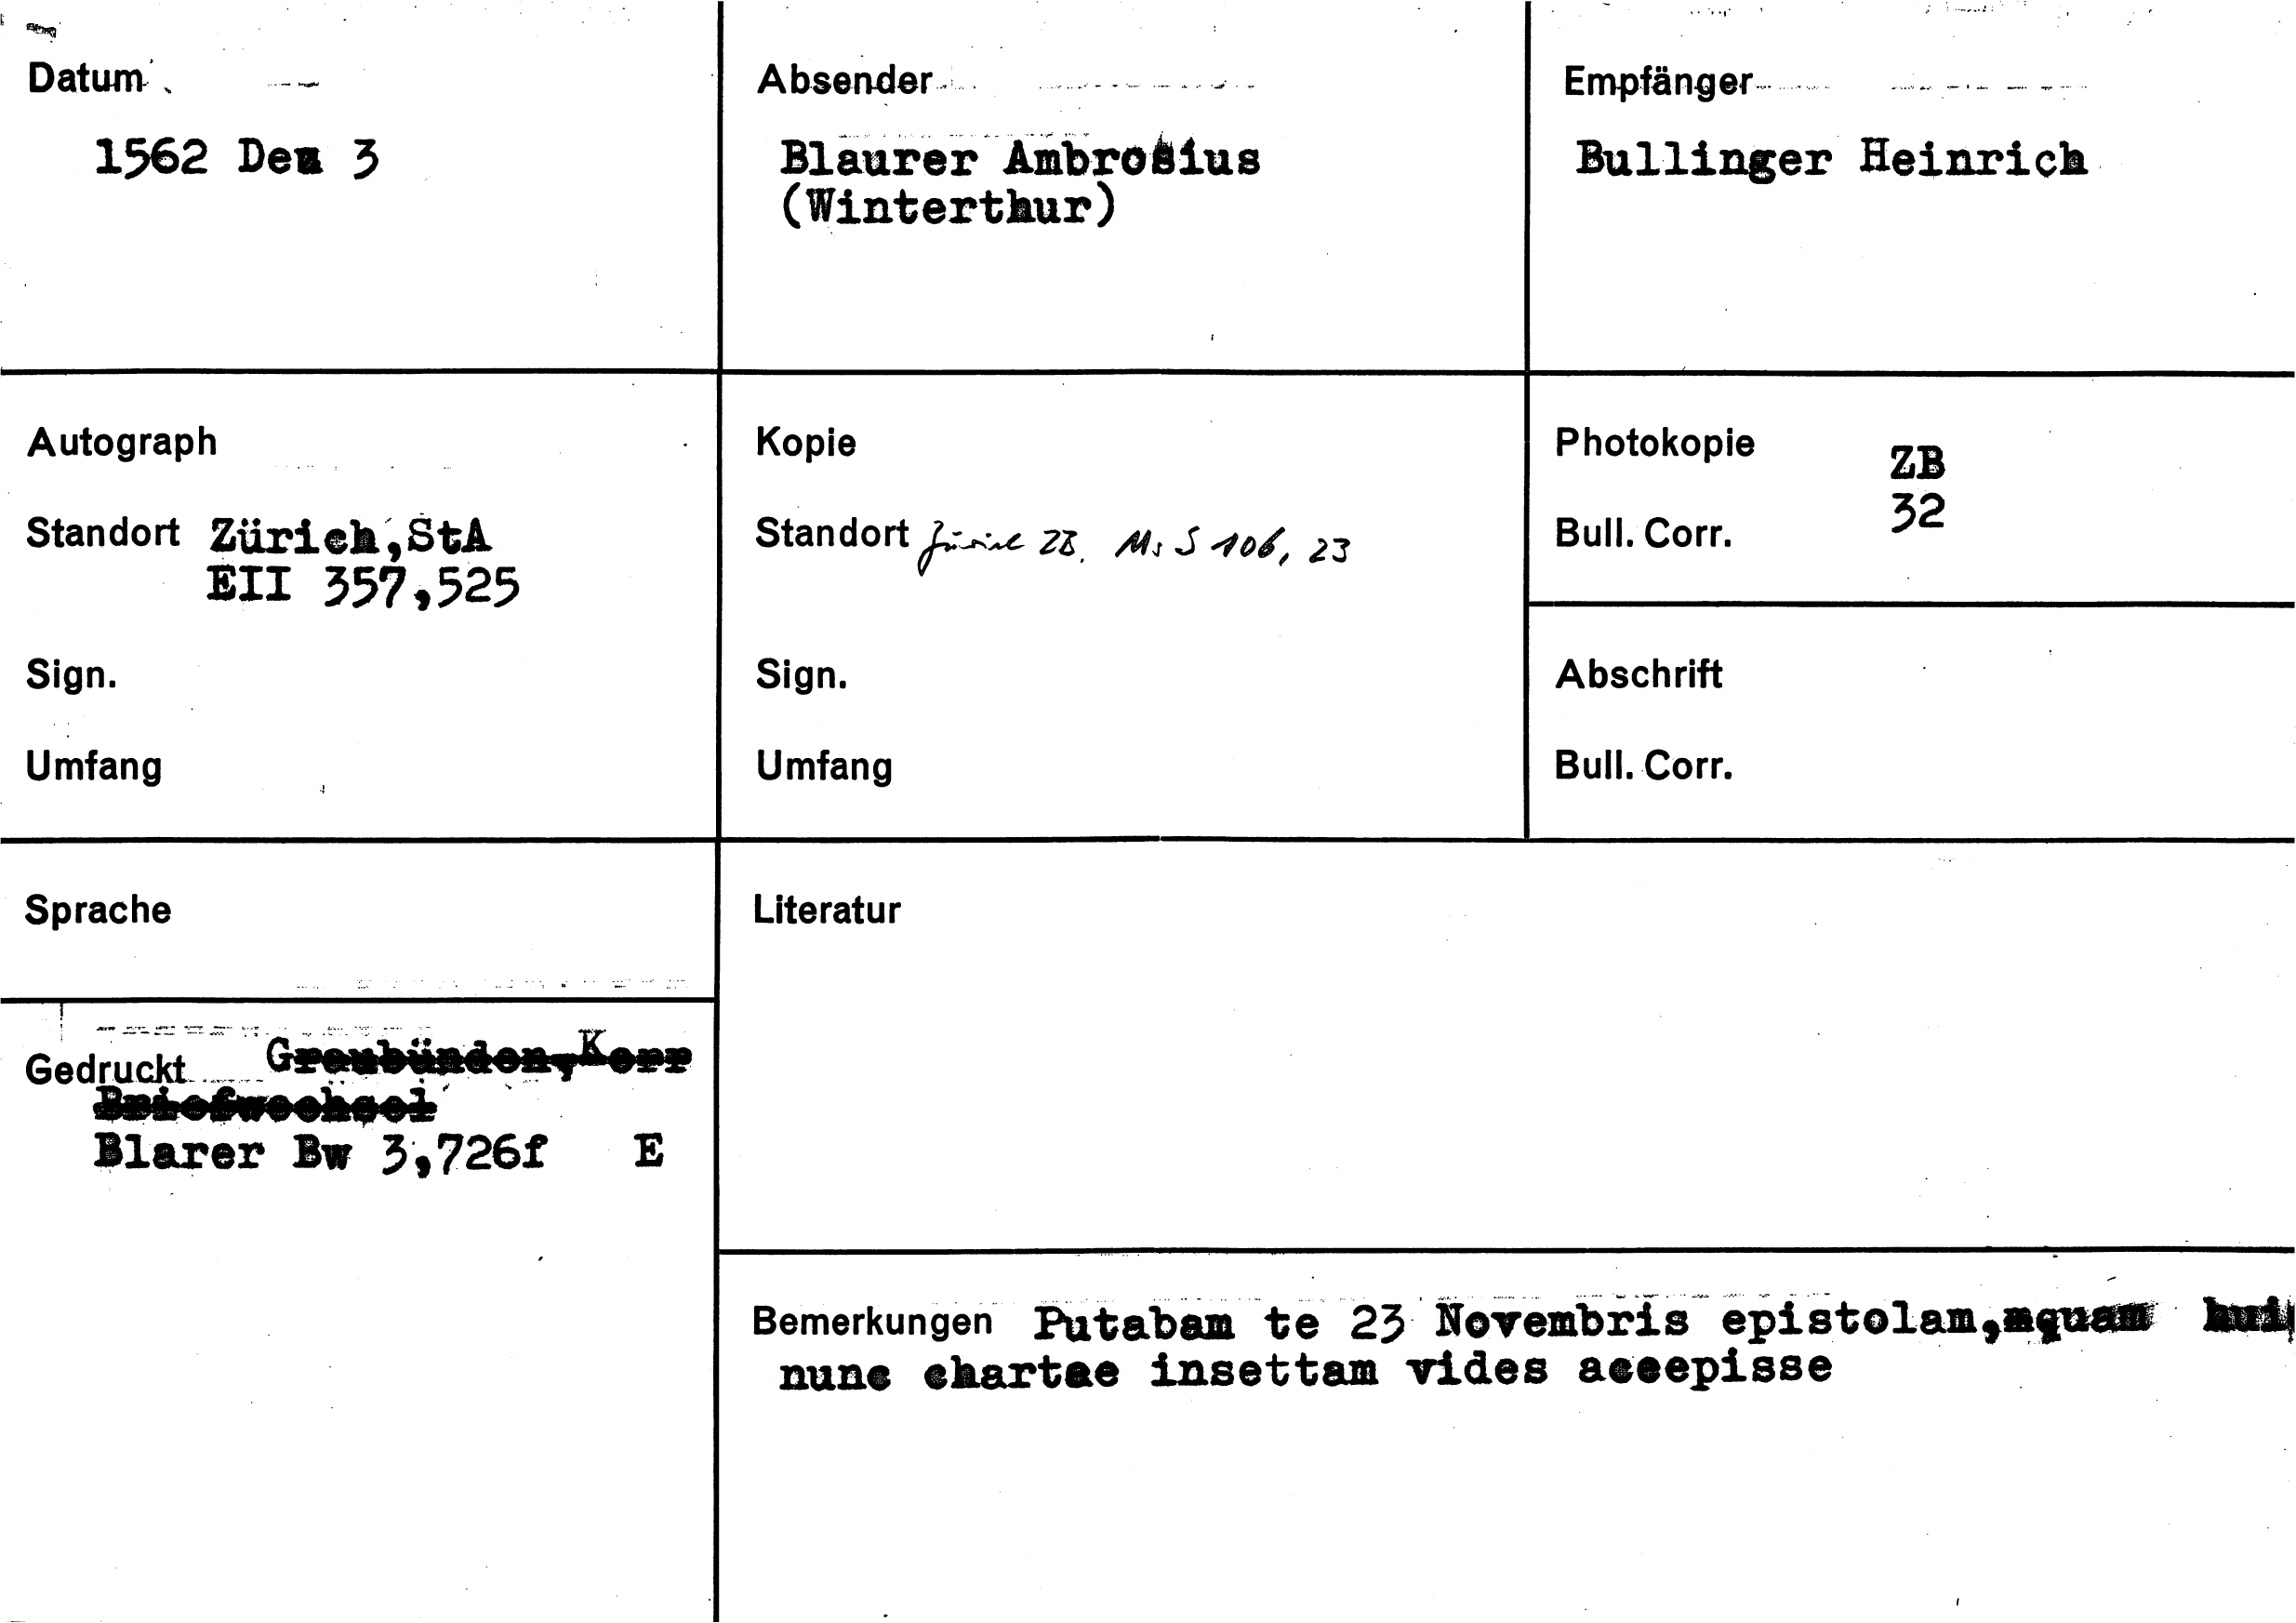 Datum
1562 Dez 3
Absender
Blaurer Ambrosius
(Winterthur)
Empfänger
Bullinger Heinrich
Autograph
Standort Zürich,StA
EII 357,525
Sign.
Umfang
Kopie
Standort Zürich ZB. Ms S 106, 23
Sign.
Umfang
Photokopie ZB
Bull. Corr. 32
Abschrift
Bull. Corr.
Sprache
Gedruckt Graubünden,Korr
Briefwechsel
Blarer Bw 3,726f E
Literatur
Bemerkungen Putabam te 23 Novembris epistolam,quam
nunc chartae insettam vides accepisse